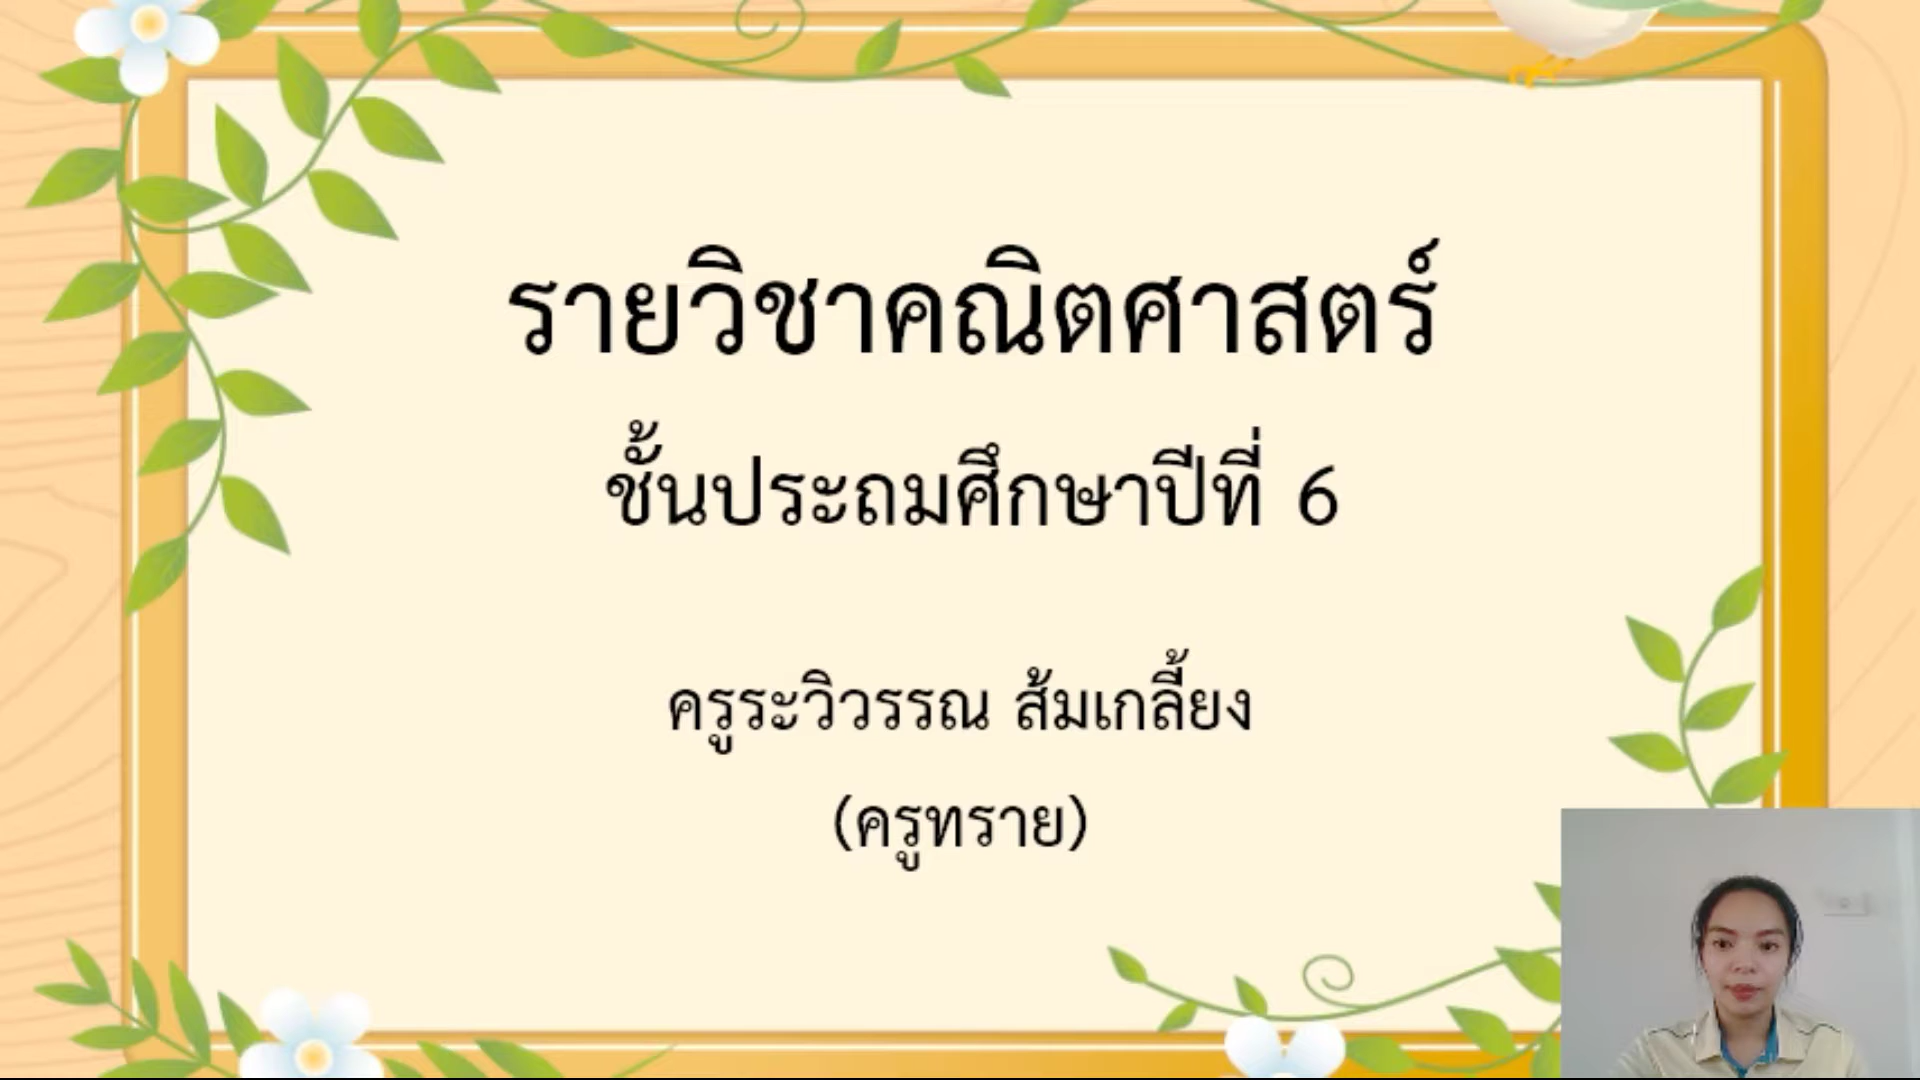 รายวิชาคณิตศาสตร์
ชั้นประถมศึกษาปีที่ 6
ครูระวิวรรณ ส้มเกลี้ยง
(ครูทราย)